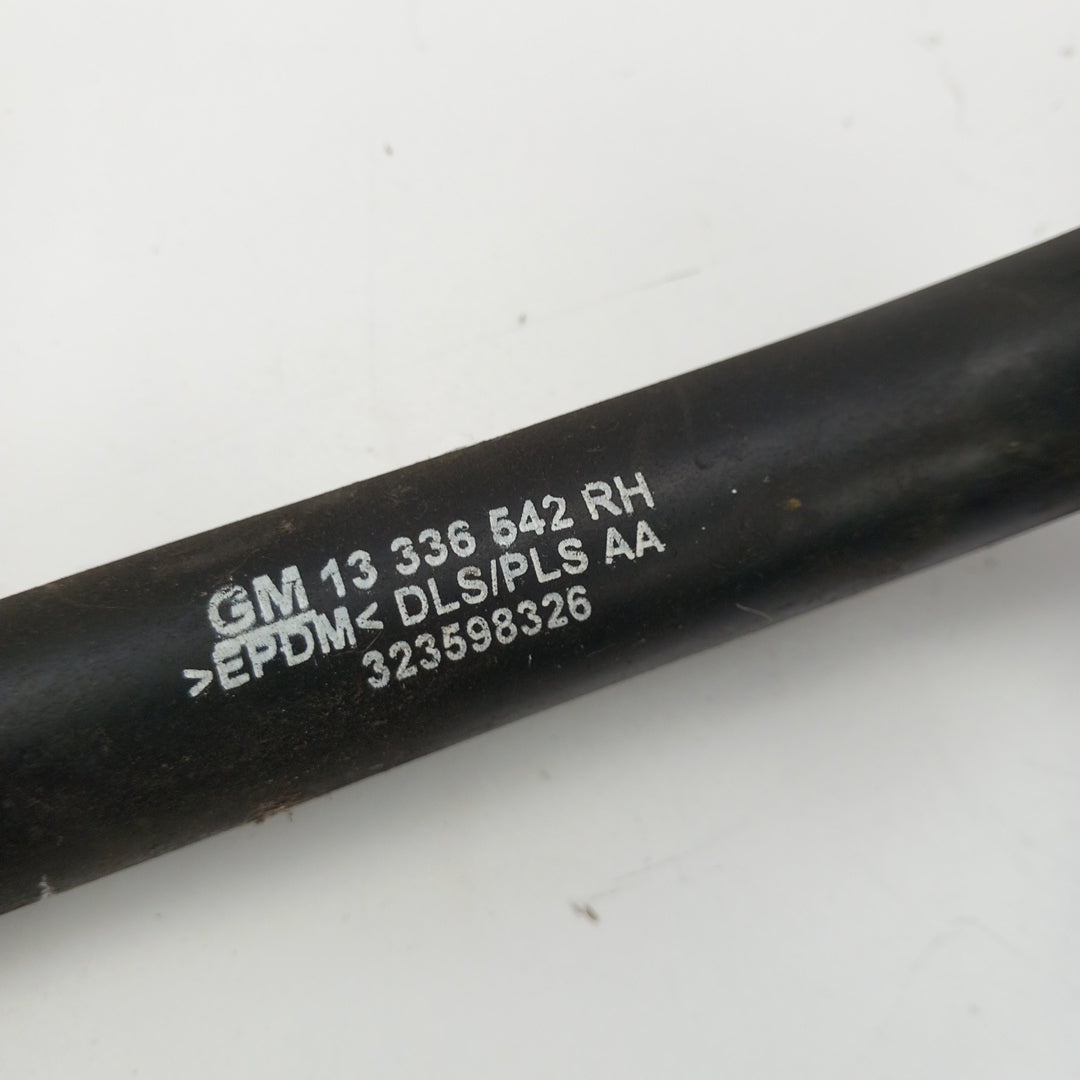 GM 13 336 542 RH
>EPDM< DLS/PLS AA
323598326